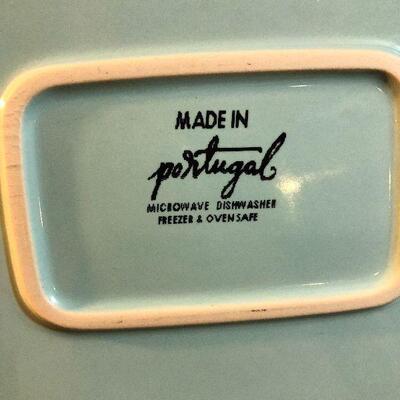 MADE IN
portugal
MICROWAVE DISHWASHER
FREEZER & OVENSAFE